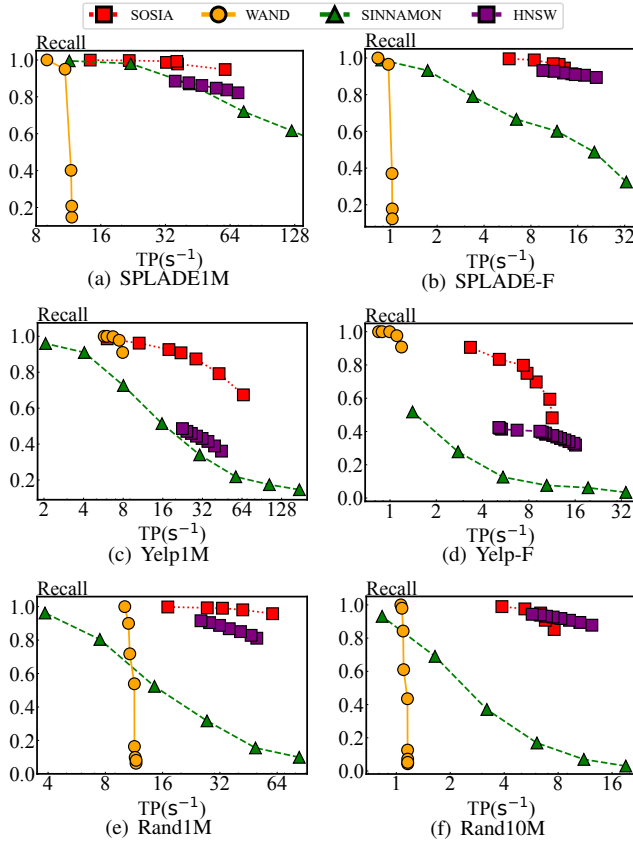 SOSIA WAND SINNAMON HNSW
Recall Recall
1.0 1.0
0.8 0.8
0.6 0.6
0.4 0.4
0.2 0.2
0.0
8 16 32 64 128 1 2 4 8 16 32
TP(s⁻¹) TP(s⁻¹)
(a) SPLADE1M (b) SPLADE-F
Recall Recall
1.0 1.0
0.8 0.8
0.6 0.6
0.4 0.4
0.2 0.2
0.0
2 4 8 16 32 64 128 1 2 4 8 16 32
TP(s⁻¹) TP(s⁻¹)
(c) Yelp1M (d) Yelp-F
Recall Recall
1.0 1.0
0.8 0.8
0.6 0.6
0.4 0.4
0.2 0.2
0.0 0.0
4 8 16 32 64 1 2 4 8 16
TP(s⁻¹) TP(s⁻¹)
(e) Rand1M (f) Rand10M